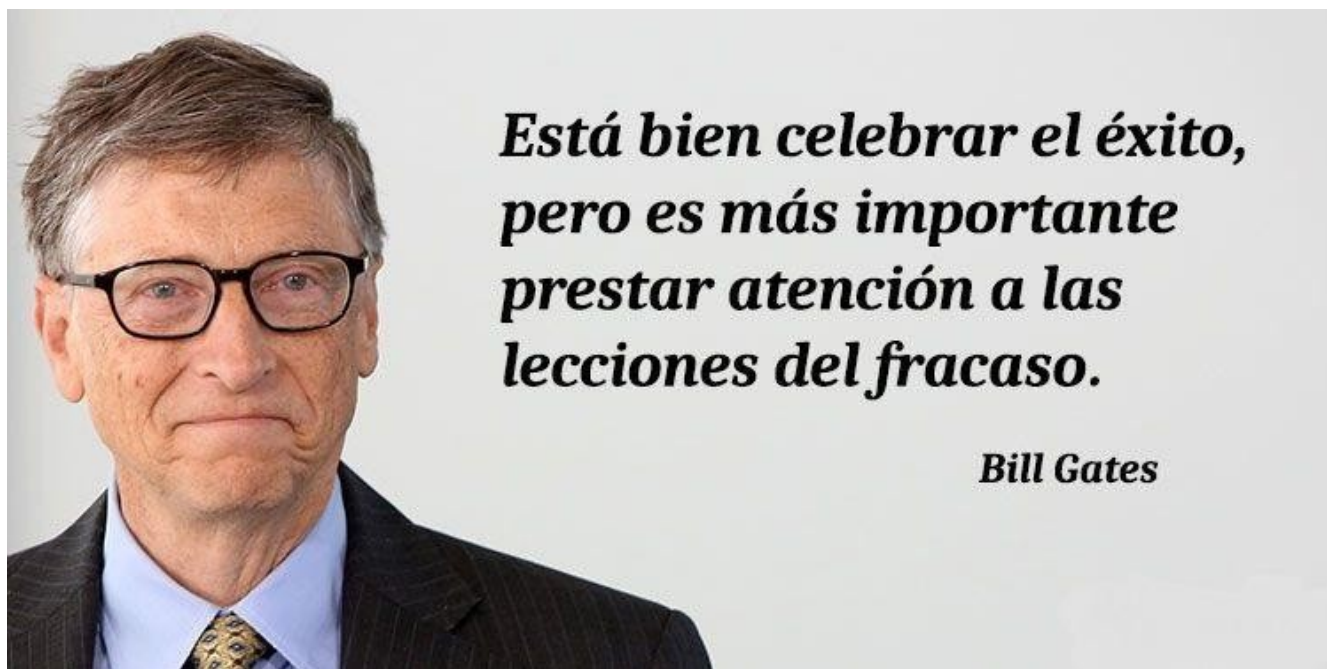 Está bien celebrar el éxito,
pero es más importante
prestar atención a las
lecciones del fracaso.
Bill Gates